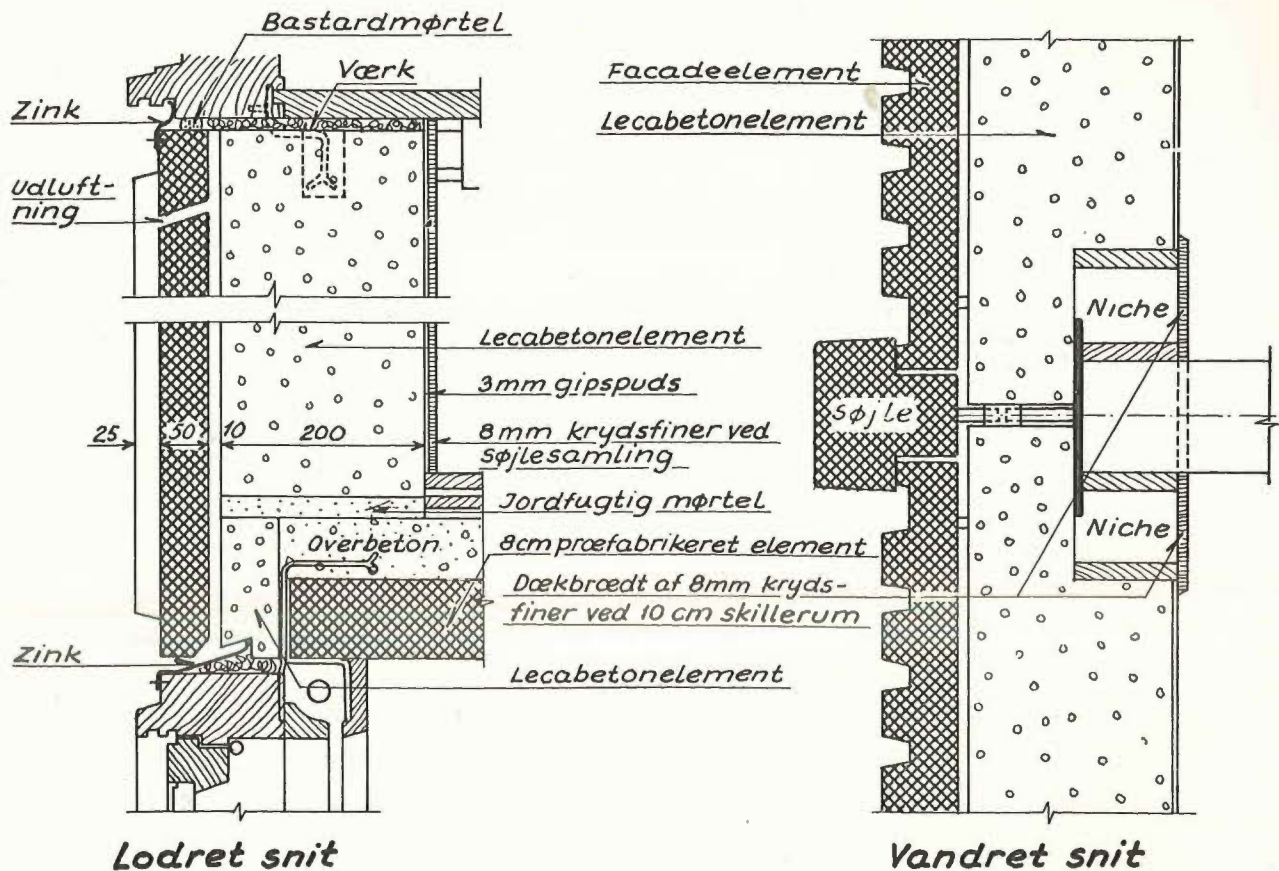 Bastardmørtel
Værk
Zink
Udluft-
ning
Lecabetonelement
3mm gipspuds
25 50 10 200
8mm krydsfiner ved
søjlesamling
Jordfugtig mørtel
Overbeton
8cm præfabrikeret element
Dækbrædt af 8mm kryds-
finer ved 10 cm skillerum
Zink
Lecabetonelement
Lodret snit
Facadeelement
Lecabetonelement
Niche
Søjle
Niche
Vandret snit